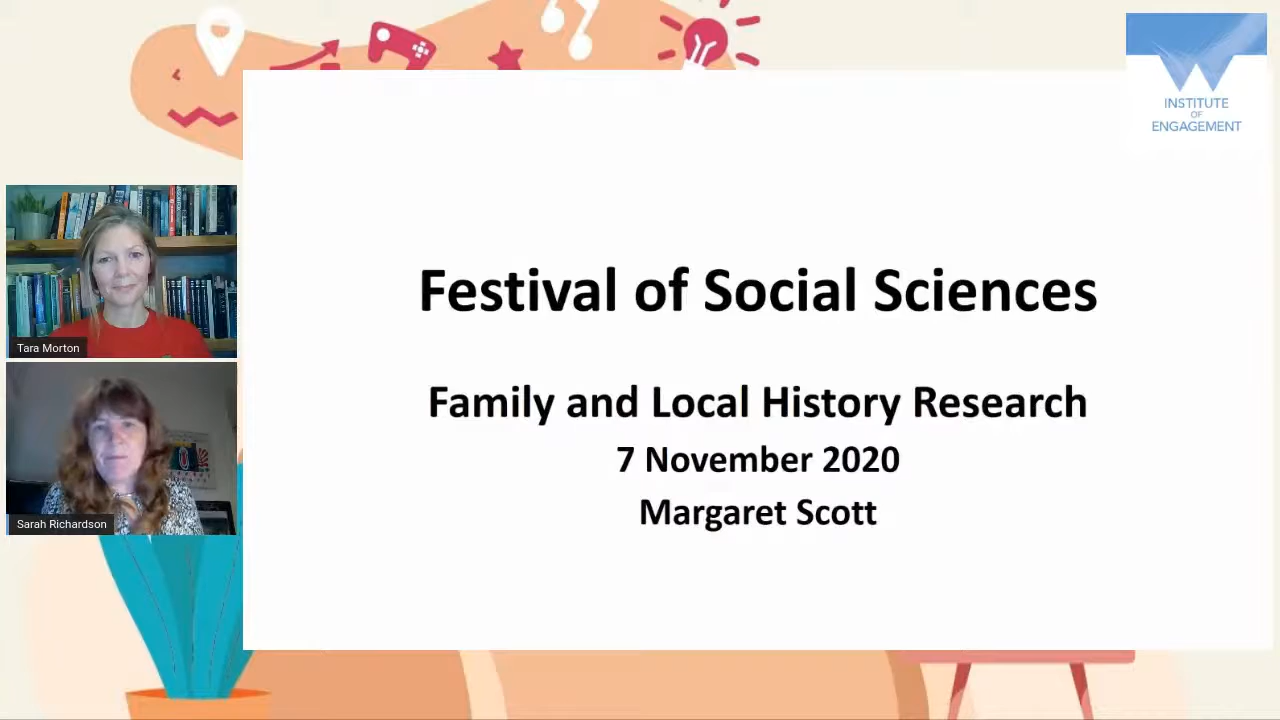 INSTITUTE
OF
ENGAGEMENT
Festival of Social Sciences
Family and Local History Research
7 November 2020
Margaret Scott
Tara Morton
Sarah Richardson